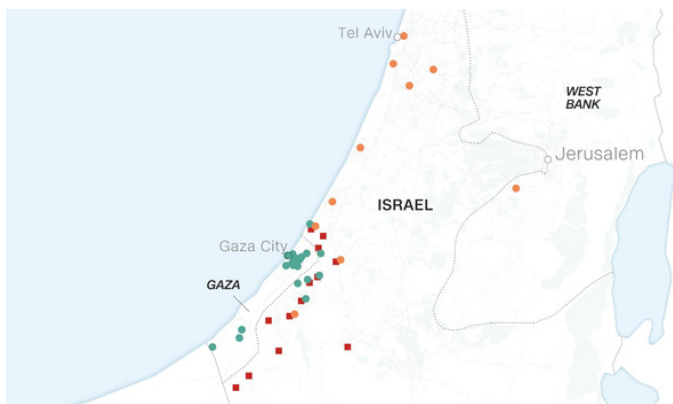 Tel Aviv
WEST
BANK
Jerusalem
ISRAEL
Gaza City
GAZA